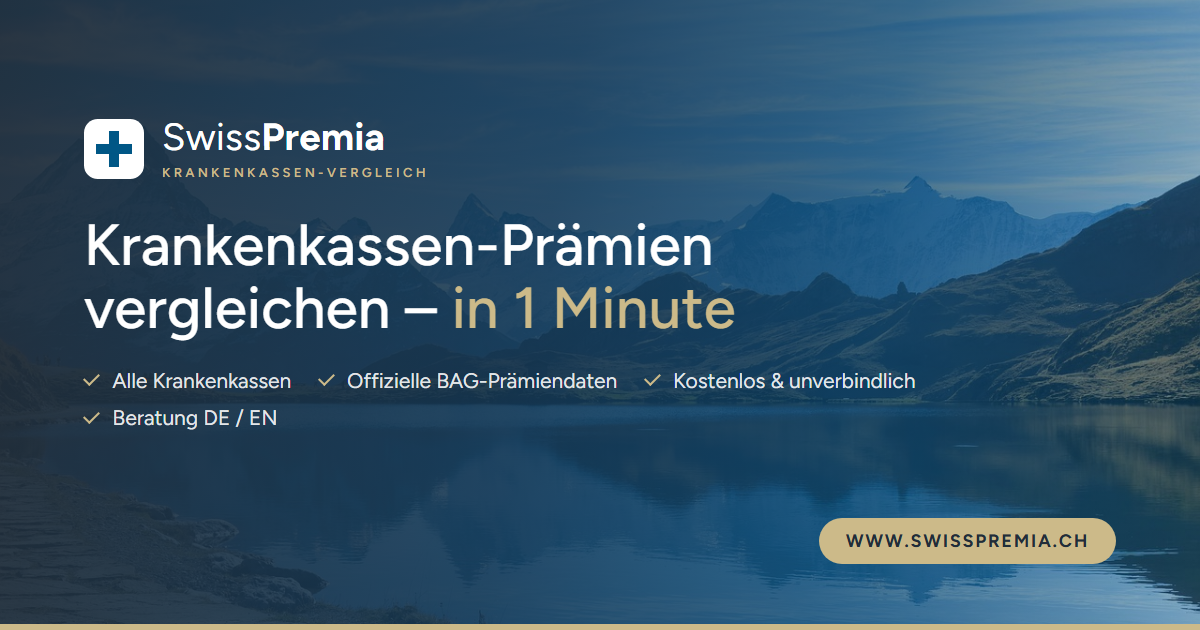 SwissPremia
KRANKENKASSEN-VERGLEICH
Krankenkassen-Prämien
vergleichen – in 1 Minute
✓ Alle Krankenkassen ✓ Offizielle BAG-Prämiendaten ✓ Kostenlos & unverbindlich
✓ Beratung DE / EN
WWW.SWISSPREMIA.CH